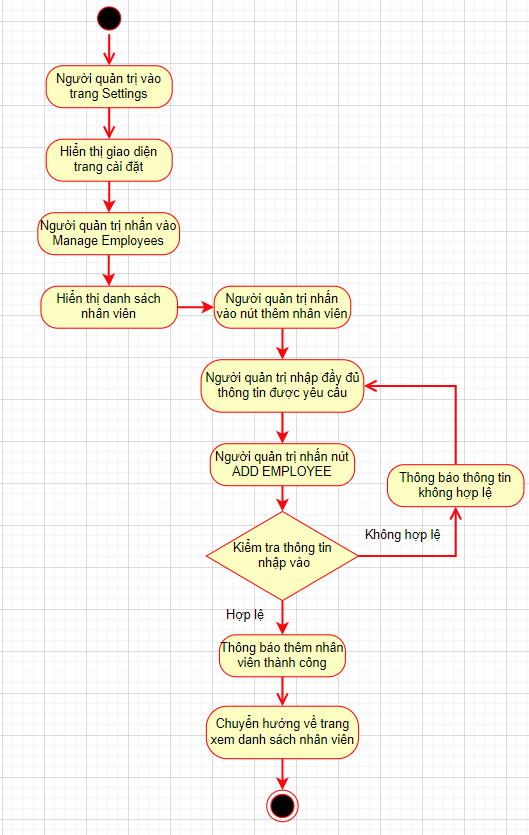 Người quản trị vào
trang Settings
Hiển thị giao diện
trang cài đặt
Người quản trị nhấn vào
Manage Employees
Hiển thị danh sách
nhân viên
Người quản trị nhấn
vào nút thêm nhân viên
Người quản trị nhập đầy đủ
thông tin được yêu cầu
Người quản trị nhấn nút
ADD EMPLOYEE
Thông báo thông tin
không hợp lệ
Không hợp lệ
Kiểm tra thông tin
nhập vào
Hợp lệ
Thông báo thêm nhân
viên thành công
Chuyển hướng về trang
xem danh sách nhân viên